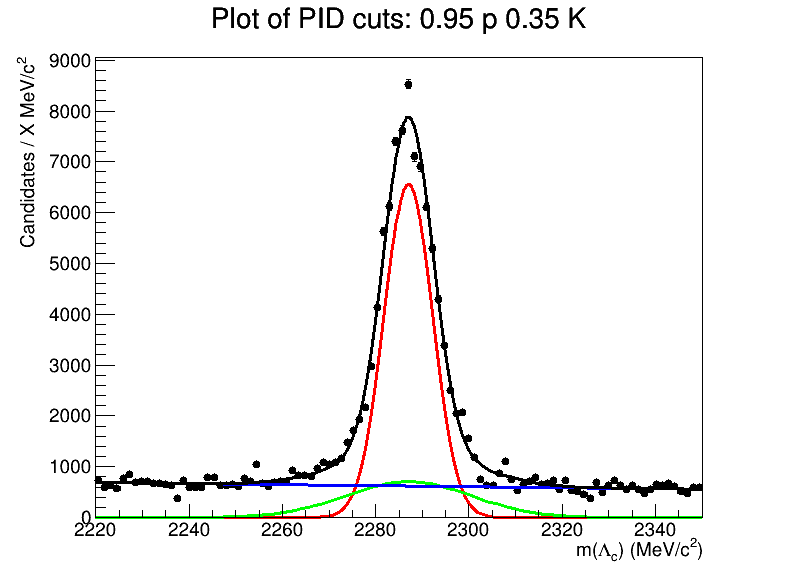 Plot of PID cuts: 0.95 p 0.35 K
Candidates / X MeV/c²
9000
8000
7000
6000
5000
4000
3000
2000
1000
0
2220 2240 2260 2280 2300 2320 2340
m(Λc) (MeV/c²)